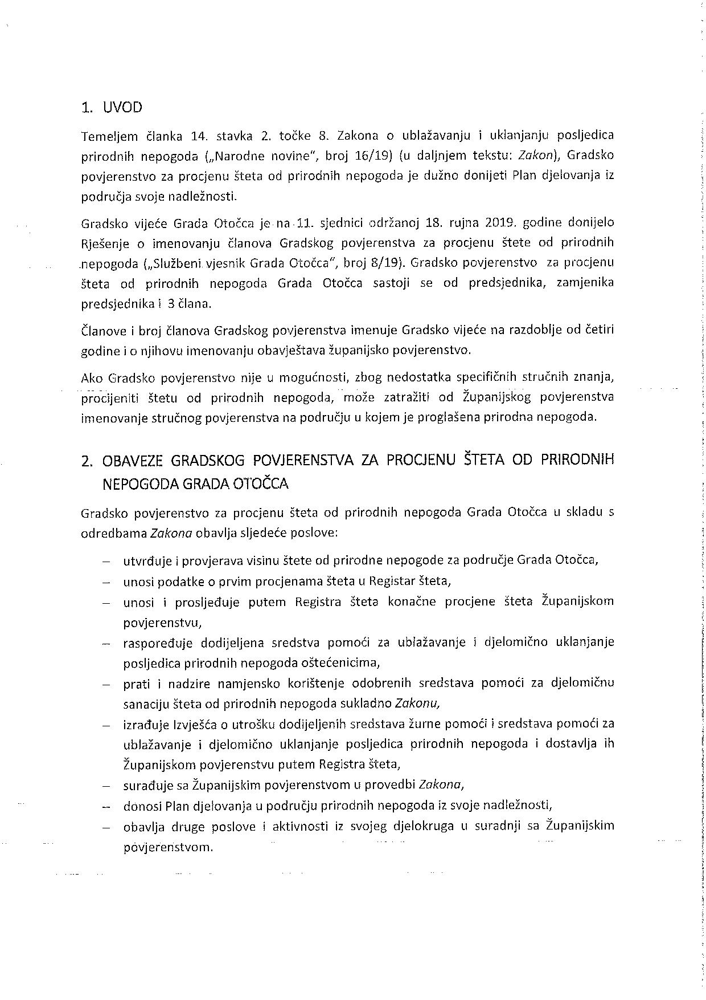 1. UVOD
Temeljem članka 14. stavka 2. točke 8. Zakona o ublažavanju i uklanjanju posljedica
prirodnih nepogoda („Narodne novine", broj 16/19) (u daljnjem tekstu: Zakon), Gradsko
povjerenstvo za procjenu šteta od prirodnih nepogoda je dužno donijeti Plan djelovanja iz
područja svoje nadležnosti.
Gradsko vijeće Grada Otočca je na 11. sjednici održanoj 18. rujna 2019. godine donijelo
Rješenje o imenovanju članova Gradskog povjerenstva za procjenu štete od prirodnih
nepogoda („Službeni vjesnik Grada Otočca", broj 8/19). Gradsko povjerenstvo za procjenu
šteta od prirodnih nepogoda Grada Otočca sastoji se od predsjednika, zamjenika
predsjednika i 3 člana.
Članove i broj članova Gradskog povjerenstva imenuje Gradsko vijeće na razdoblje od četiri
godine i o njihovu imenovanju obavještava županijsko povjerenstvo.
Ako Gradsko povjerenstvo nije u mogućnosti, zbog nedostatka specifičnih stručnih znanja,
procijeniti štetu od prirodnih nepogoda, može zatražiti od Županijskog povjerenstva
imenovanje stručnog povjerenstva na području u kojem je proglašena prirodna nepogoda.
2. OBAVEZE GRADSKOG POVJERENSTVA ZA PROCJENU ŠTETA OD PRIRODNIH
NEPOGODA GRADA OTOČCA
Gradsko povjerenstvo za procjenu šteta od prirodnih nepogoda Grada Otočca u skladu s
odredbama Zakona obavlja sljedeće poslove:
– utvrđuje i provjerava visinu štete od prirodne nepogode za područje Grada Otočca,
– unosi podatke o prvim procjenama šteta u Registar šteta,
– unosi i prosljeđuje putem Registra šteta konačne procjene šteta Županijskom
povjerenstvu,
– raspoređuje dodijeljena sredstva pomoći za ublažavanje i djelomično uklanjanje
posljedica prirodnih nepogoda oštećenicima,
– prati i nadzire namjensko korištenje odobrenih sredstava pomoći za djelomičnu
sanaciju šteta od prirodnih nepogoda sukladno Zakonu,
– izrađuje Izvješća o utrošku dodijeljenih sredstava žurne pomoći i sredstava pomoći za
ublažavanje i djelomično uklanjanje posljedica prirodnih nepogoda i dostavlja ih
Županijskom povjerenstvu putem Registra šteta,
– surađuje sa Županijskim povjerenstvom u provedbi Zakona,
– donosi Plan djelovanja u području prirodnih nepogoda iz svoje nadležnosti,
– obavlja druge poslove i aktivnosti iz svojeg djelokruga u suradnji sa Županijskim
povjerenstvom.